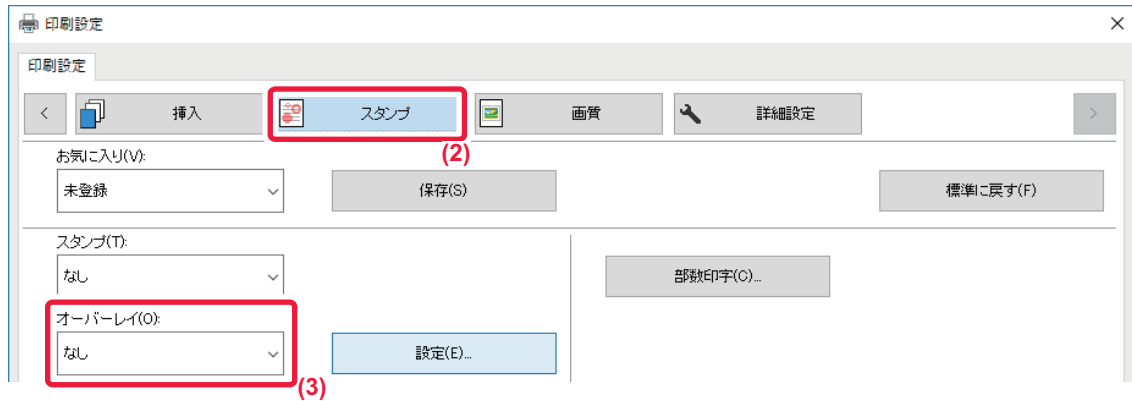 印刷設定
印刷設定
挿入 スタンプ 画質 詳細設定
(2)
お気に入り(V):
未登録 保存(S) 標準に戻す(F)
スタンプ(T):
なし 部数印字(C)...
オーバーレイ(O):
なし 設定(E)...
(3)